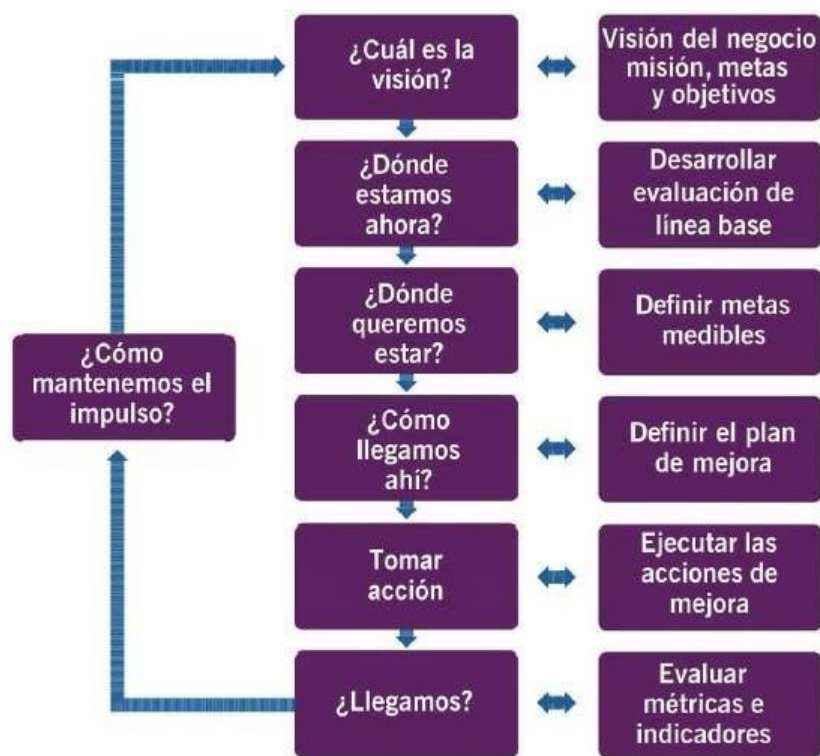 ¿Cuál es la
visión?
Visión del negocio
misión, metas
y objetivos
¿Dónde
estamos
ahora?
Desarrollar
evaluación de
línea base
¿Dónde
queremos
estar?
Definir metas
medibles
¿Cómo
mantenemos el
impulso?
¿Cómo
llegamos
ahí?
Definir el plan
de mejora
Tomar
acción
Ejecutar las
acciones de
mejora
¿Llegamos?
Evaluar
métricas e
indicadores